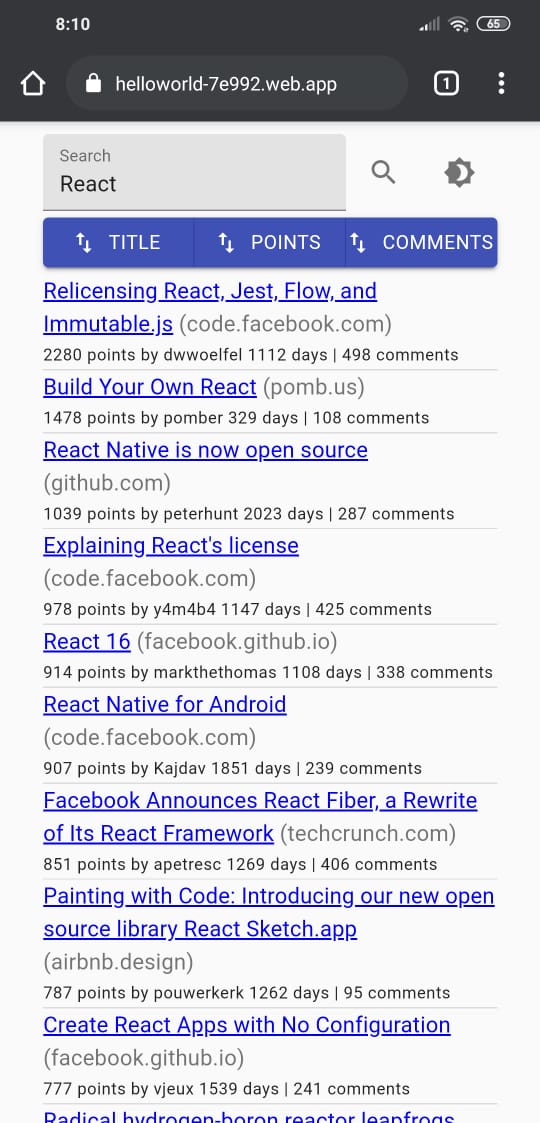 8:10
65
helloworld-7e992.web.app
1
Search
React
TITLE
POINTS
COMMENTS
Relicensing React, Jest, Flow, and
Immutable.js (code.facebook.com)
2280 points by dwwoelfel 1112 days | 498 comments
Build Your Own React (pomb.us)
1478 points by pomber 329 days | 108 comments
React Native is now open source
(github.com)
1039 points by peterhunt 2023 days | 287 comments
Explaining React's license
(code.facebook.com)
978 points by y4m4b4 1147 days | 425 comments
React 16 (facebook.github.io)
914 points by markthethomas 1108 days | 338 comments
React Native for Android
(code.facebook.com)
907 points by Kajdav 1851 days | 239 comments
Facebook Announces React Fiber, a Rewrite
of Its React Framework (techcrunch.com)
851 points by apetresc 1269 days | 406 comments
Painting with Code: Introducing our new open
source library React Sketch.app
(airbnb.design)
787 points by pouwerkerk 1262 days | 95 comments
Create React Apps with No Configuration
(facebook.github.io)
777 points by vjeux 1539 days | 241 comments
Radical hydrogen-boron reactor leapfrogs